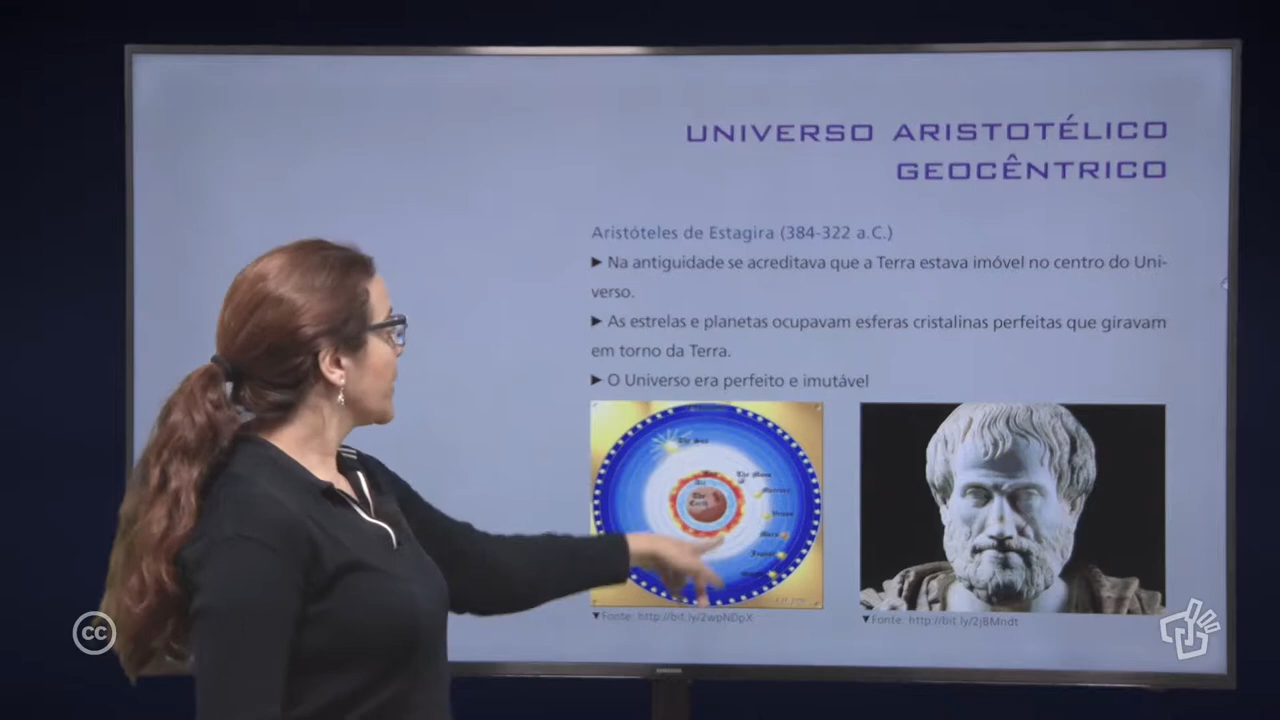 UNIVERSO ARISTOTÉLICO
GEOCÊNTRICO
Aristóteles de Estagira (384-322 a.C.)
▶ Na antiguidade se acreditava que a Terra estava imóvel no centro do Uni-
verso.
▶ As estrelas e planetas ocupavam esferas cristalinas perfeitas que giravam
em torno da Terra.
▶ O Universo era perfeito e imutável
The Sun
The Moon
Air
The
Earth
Mercury
Venus
Mars
▼Fonte: http://bit.ly/2wpNDpX
▼Fonte: http://bit.ly/2jBMndt
cc